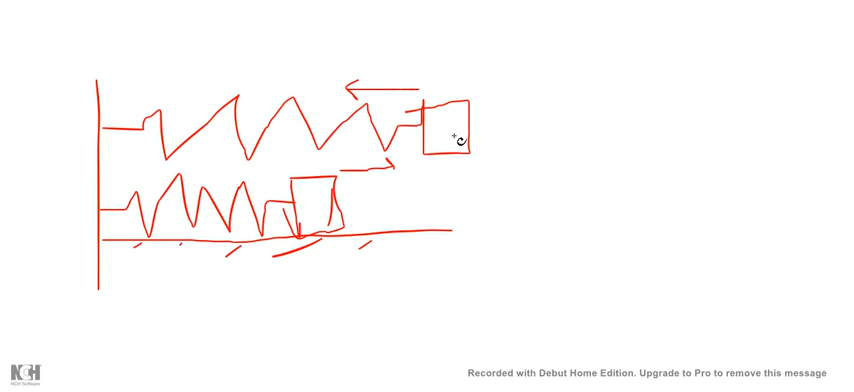 Recorded with Debut Home Edition. Upgrade to Pro to remove this message
NCH
NCH Software